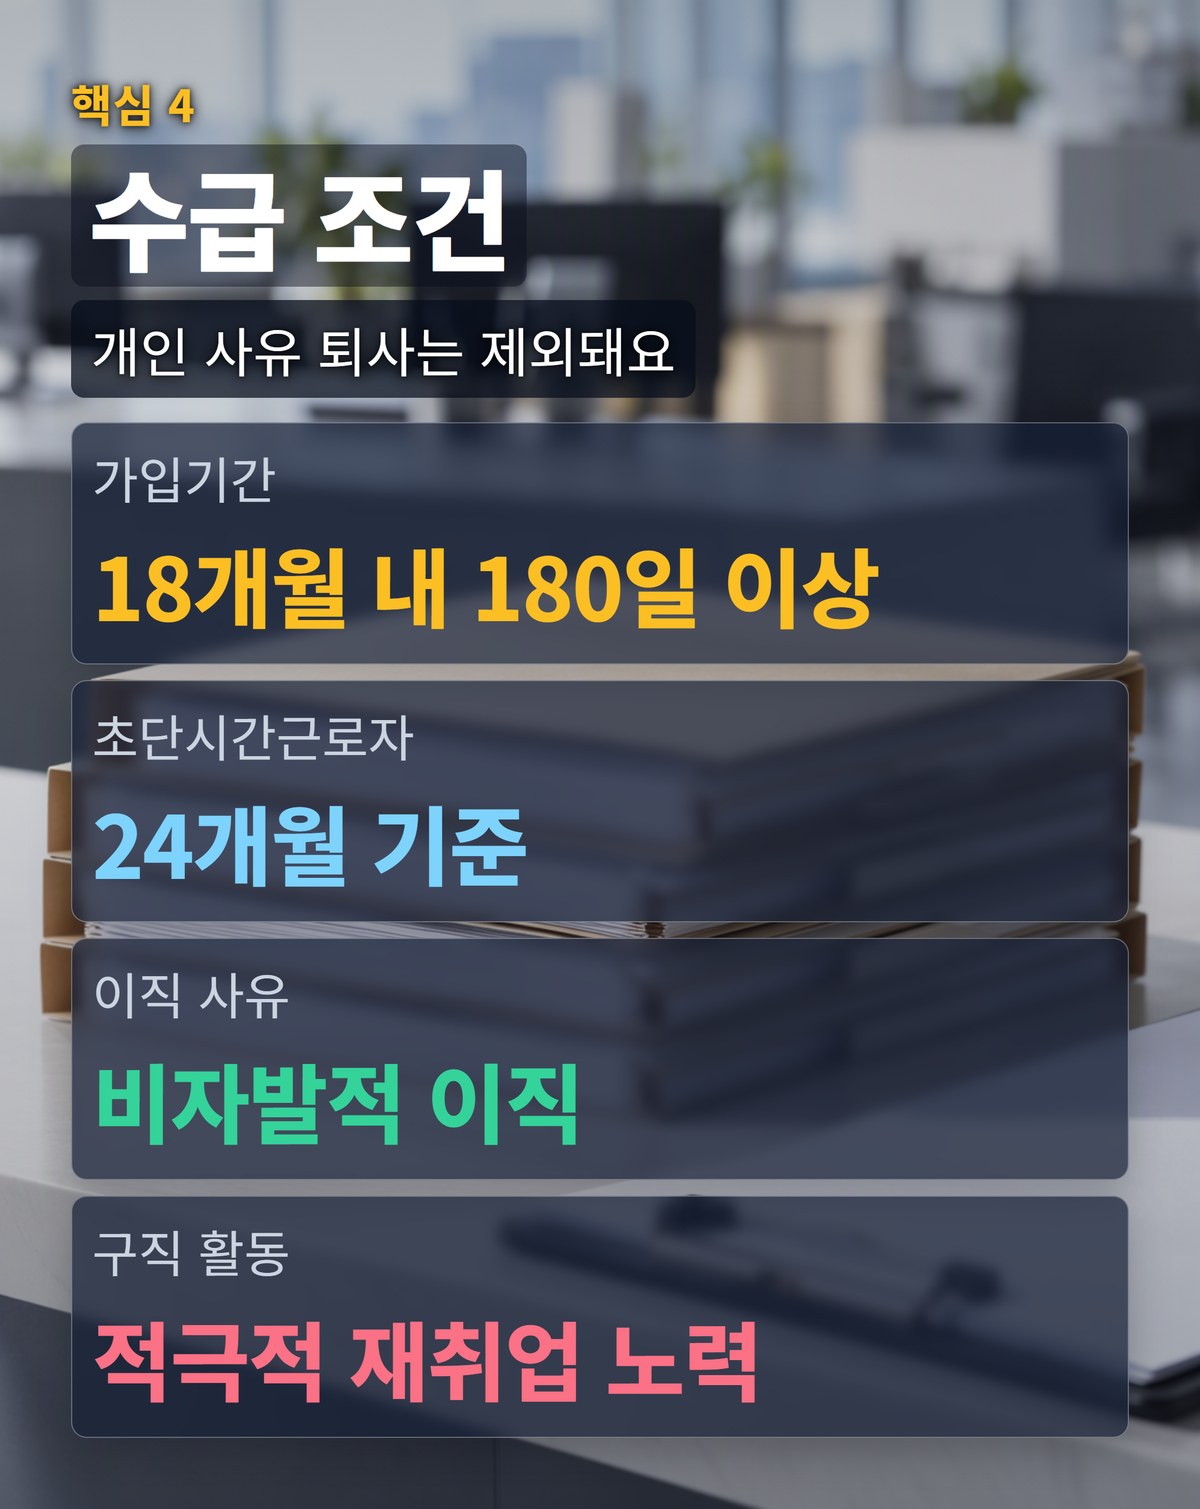 핵심 4
수급 조건
개인 사유 퇴사는 제외돼요
가입기간
18개월 내 180일 이상
초단시간근로자
24개월 기준
이직 사유
비자발적 이직
구직 활동
적극적 재취업 노력